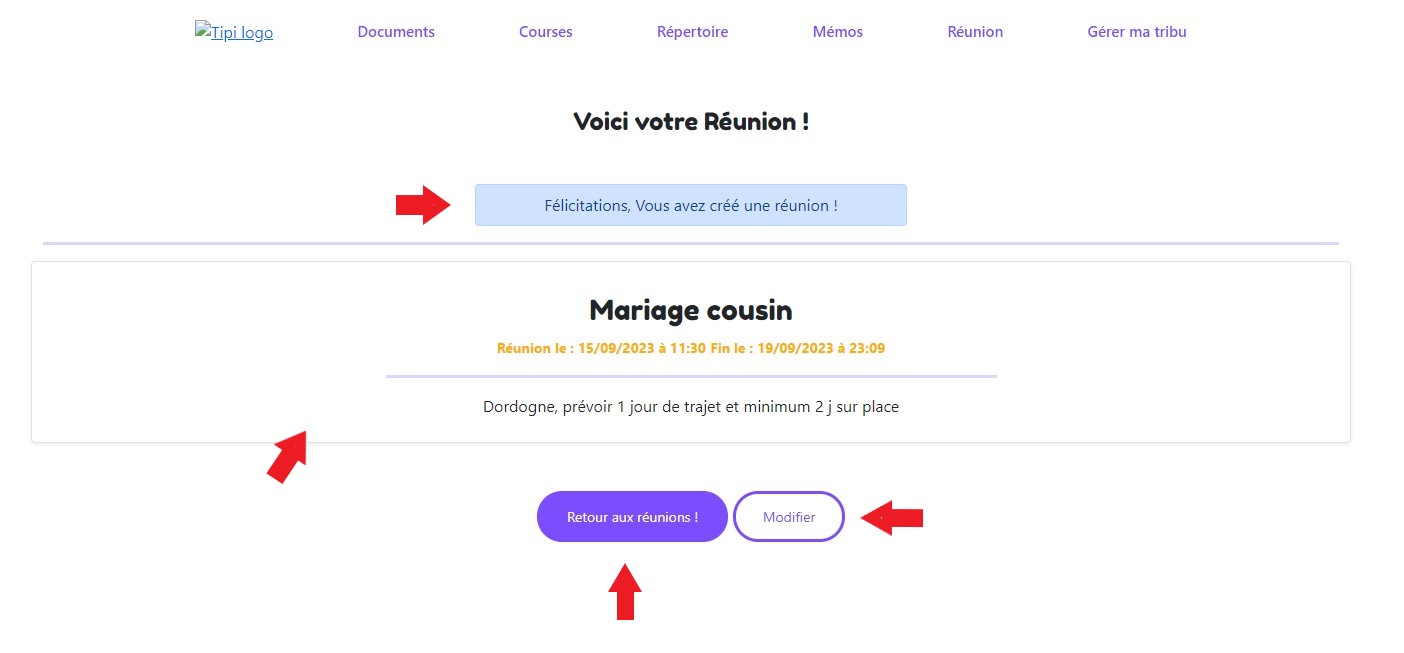 Tipi logo Documents Courses Répertoire Mémos Réunion Gérer ma tribu
Voici votre Réunion !
Félicitations, Vous avez créé une réunion !
Mariage cousin
Réunion le : 15/09/2023 à 11:30 Fin le : 19/09/2023 à 23:09
Dordogne, prévoir 1 jour de trajet et minimum 2 j sur place
Retour aux réunions ! Modifier